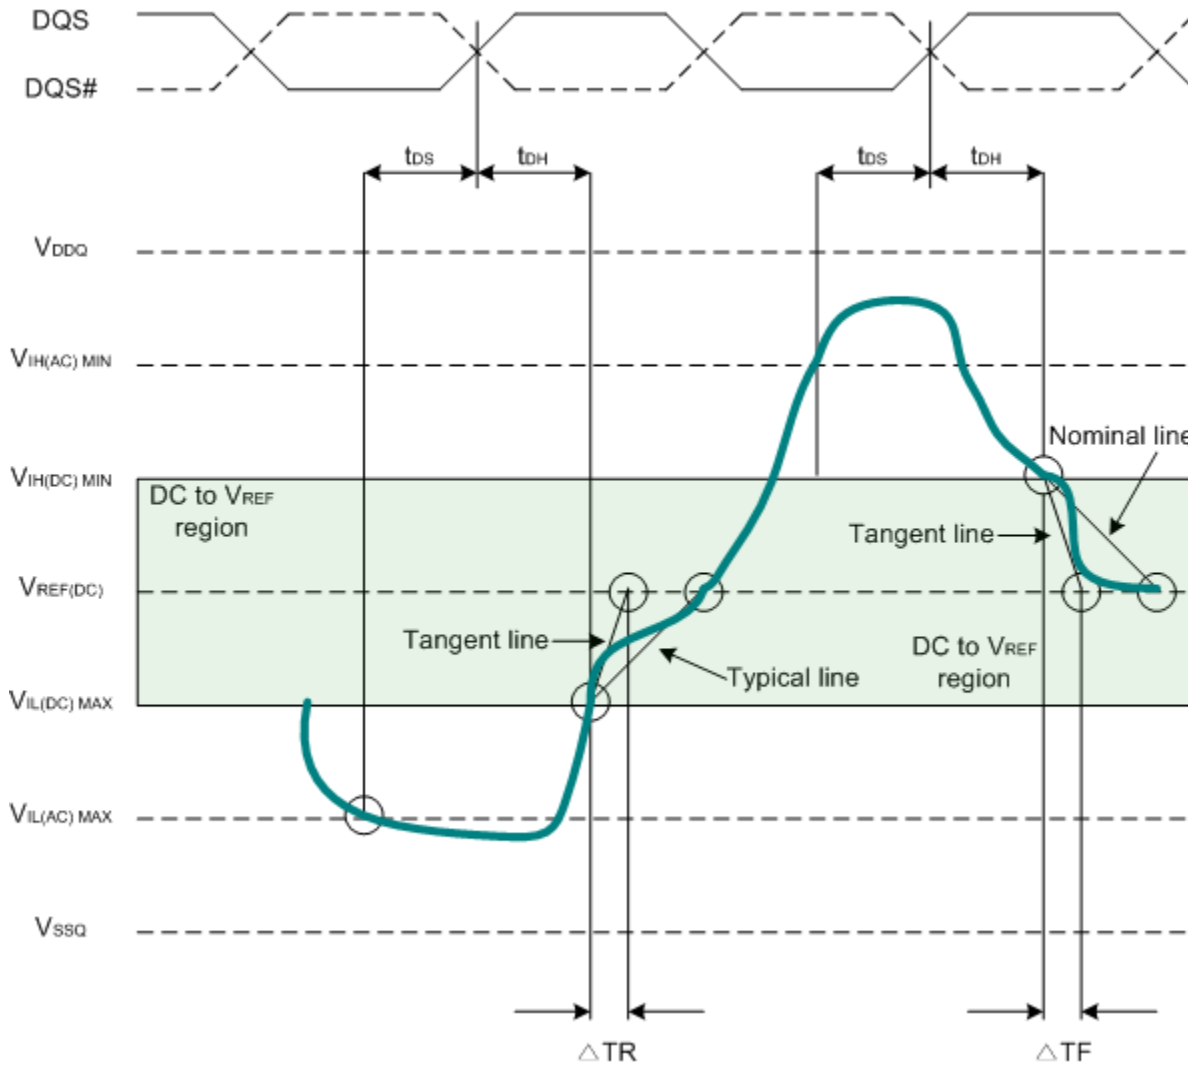 DQS
DQS#
tDS
tDH
tDS
tDH
VDDQ
VIH(AC) MIN
Nominal line
VIH(DC) MIN
DC to VREF
region
Tangent line
VREF(DC)
Tangent line
DC to VREF
region
Typical line
VIL(DC) MAX
VIL(AC) MAX
VSSQ
△TR
△TF